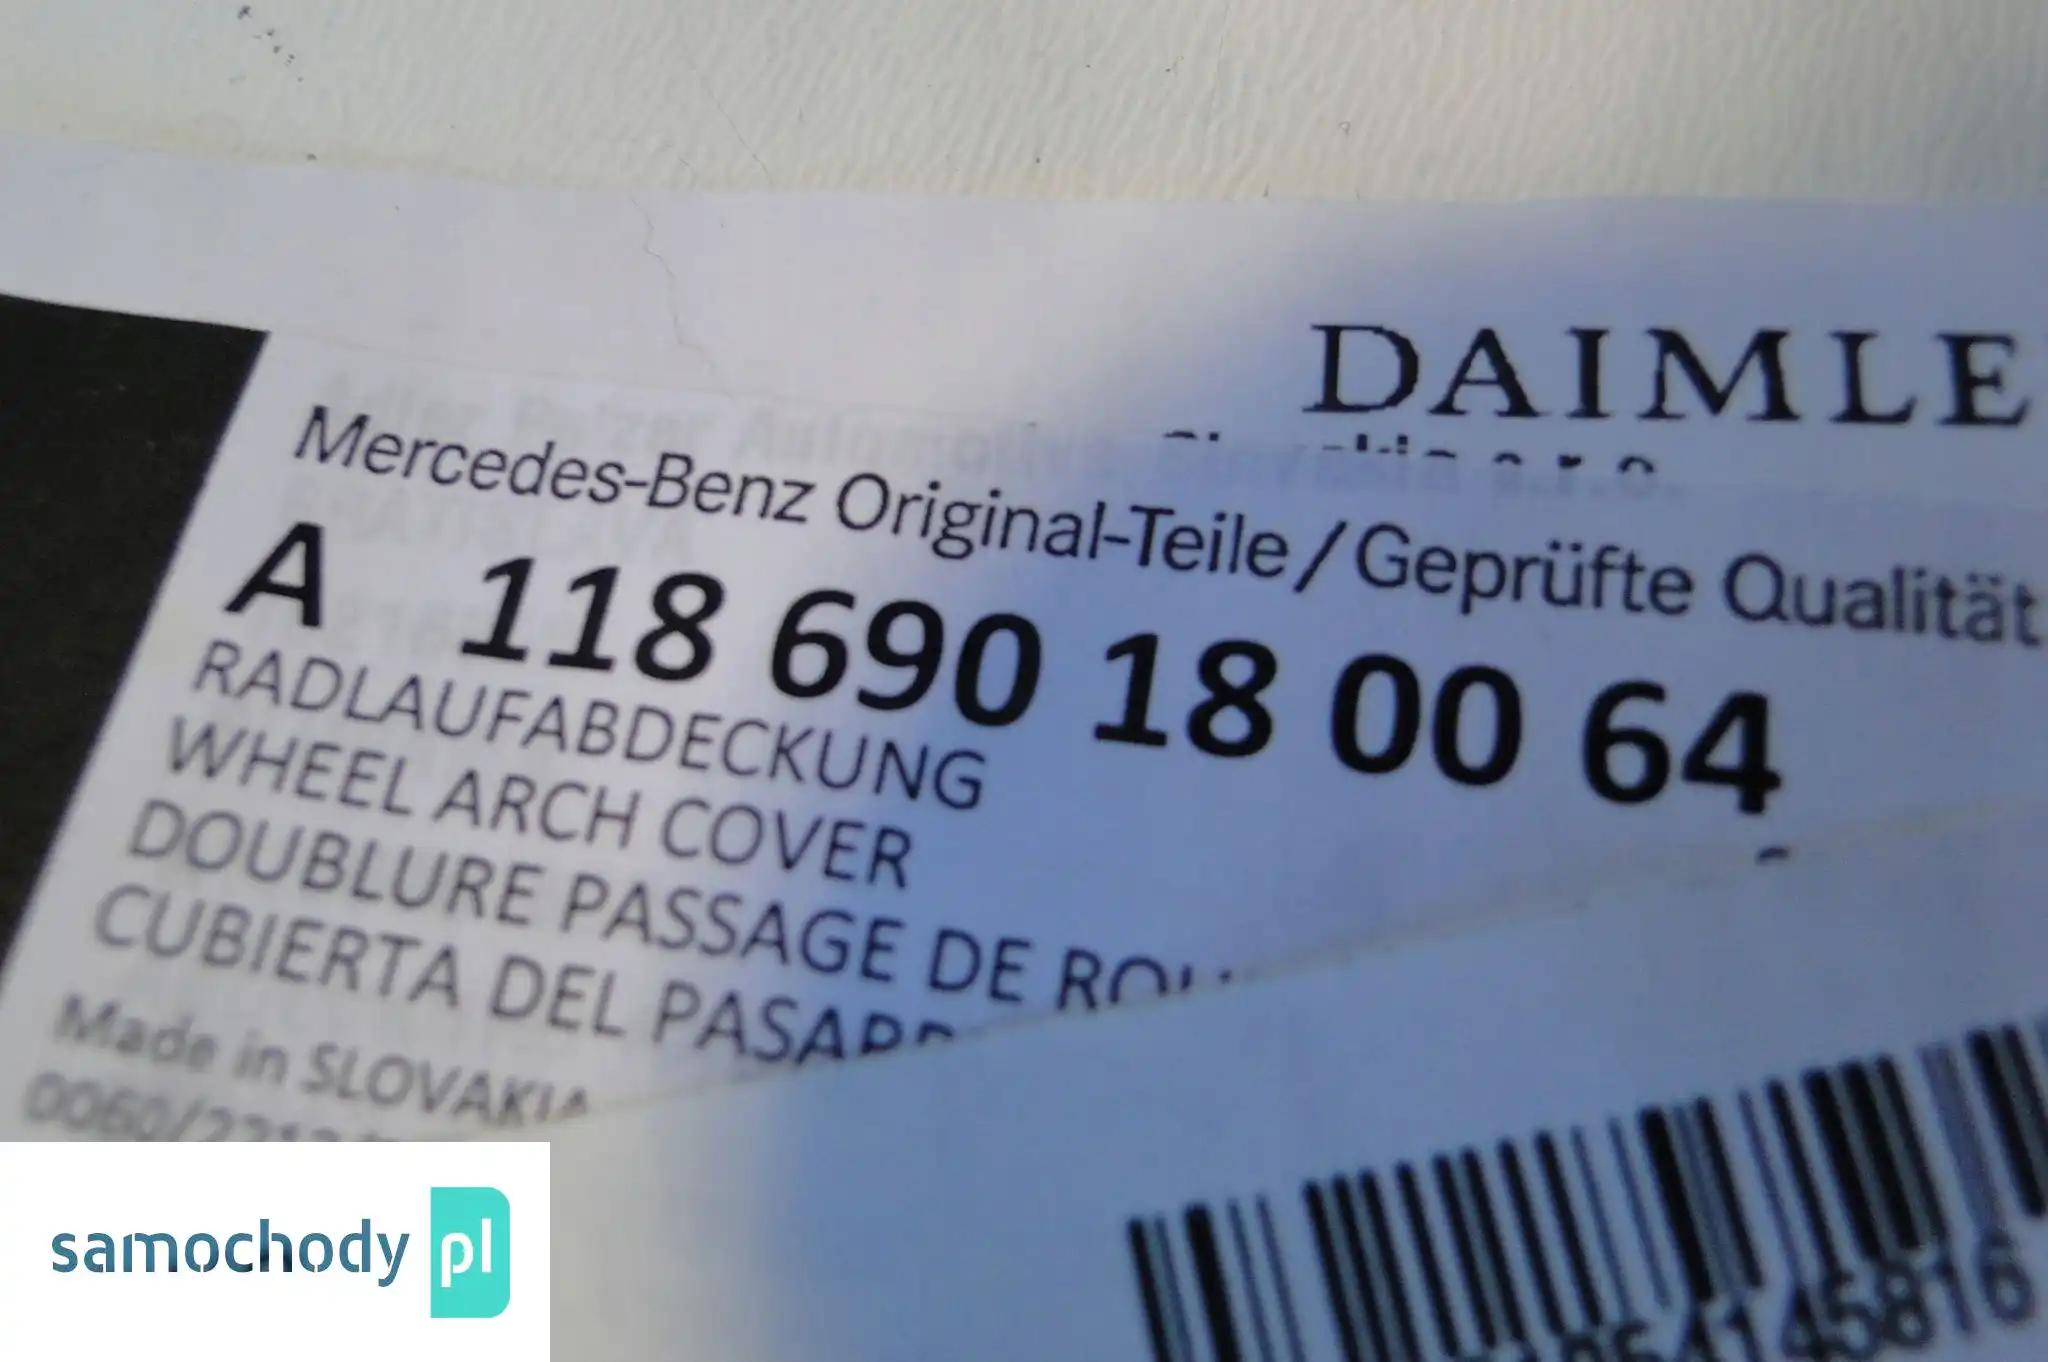 DAIMLE
Mercedes-Benz Original-Teile/Geprüfte Qualität
A 118 690 18 00 64
RADLAUFABDECKUNG
WHEEL ARCH COVER
DOUBLURE PASSAGE DE
CUBIERTA DEL
Made in SLOVAKIA
samochody pl